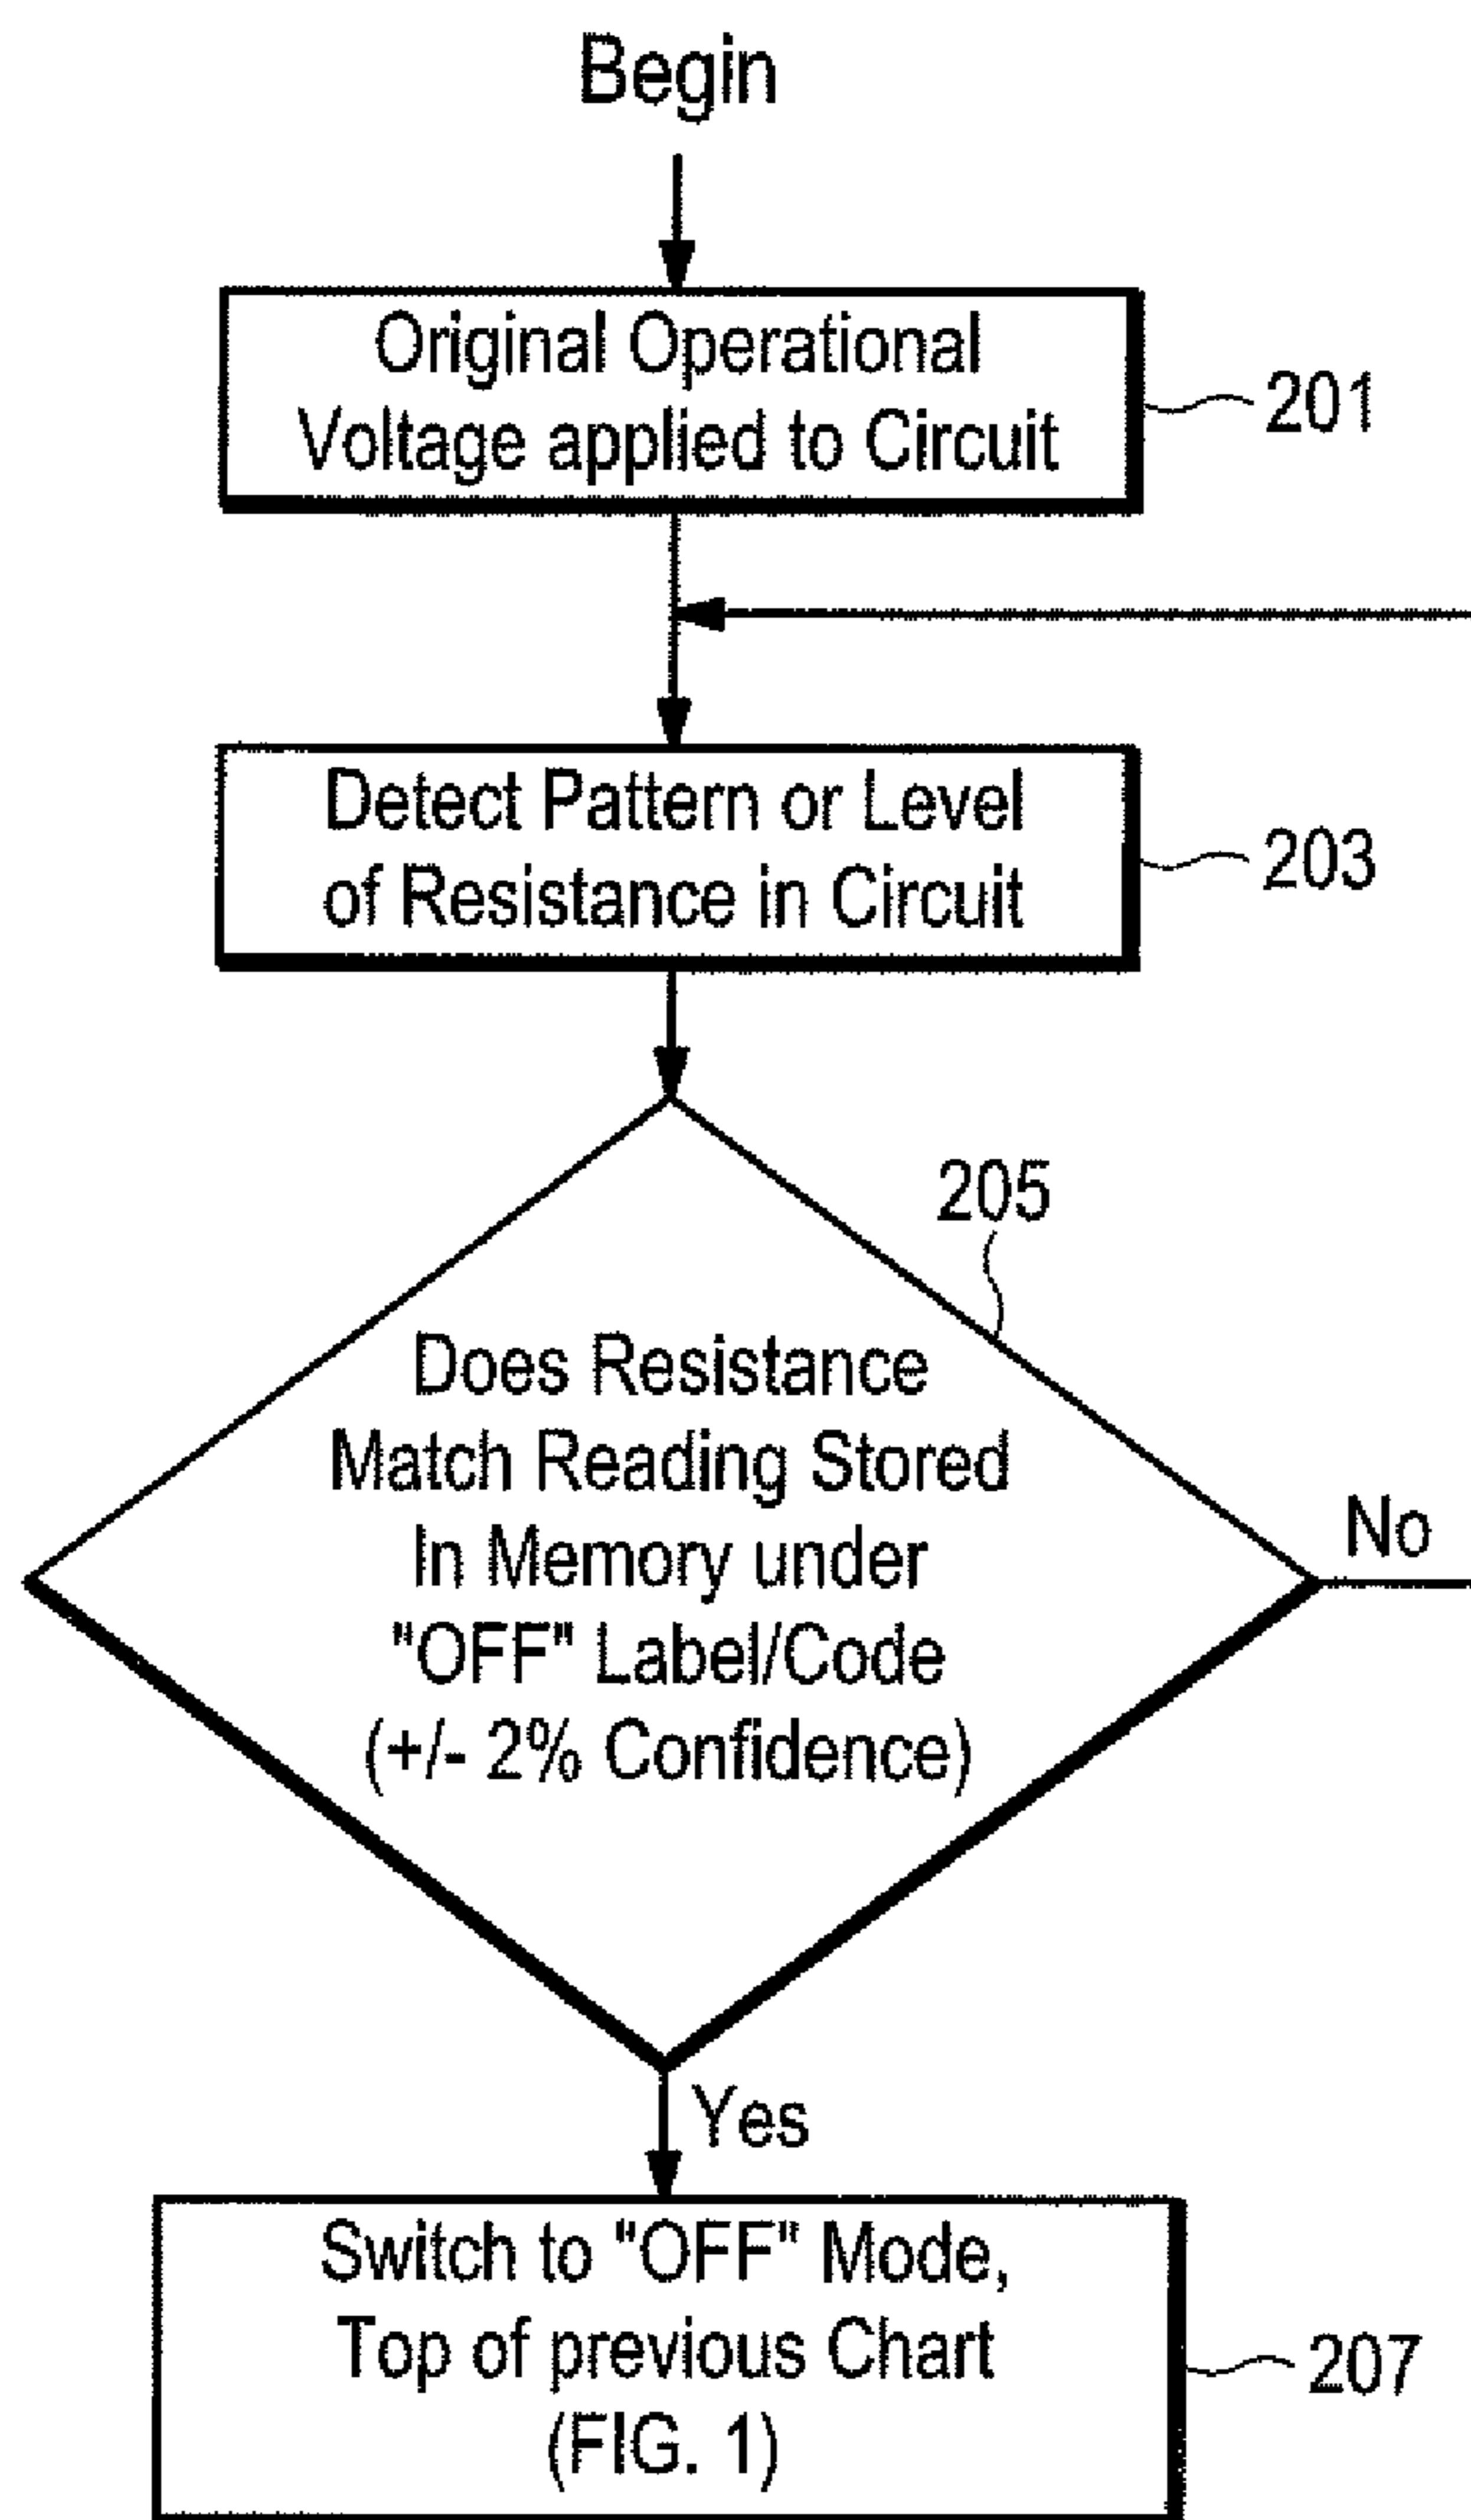 Begin
Original Operational
Voltage applied to Circuit
201
Detect Pattern or Level
of Resistance in Circuit
203
205
Does Resistance
Match Reading Stored
In Memory under
"OFF" Label/Code
(+/- 2% Confidence)
No
Yes
Switch to "OFF" Mode,
Top of previous Chart
(FIG. 1)
207